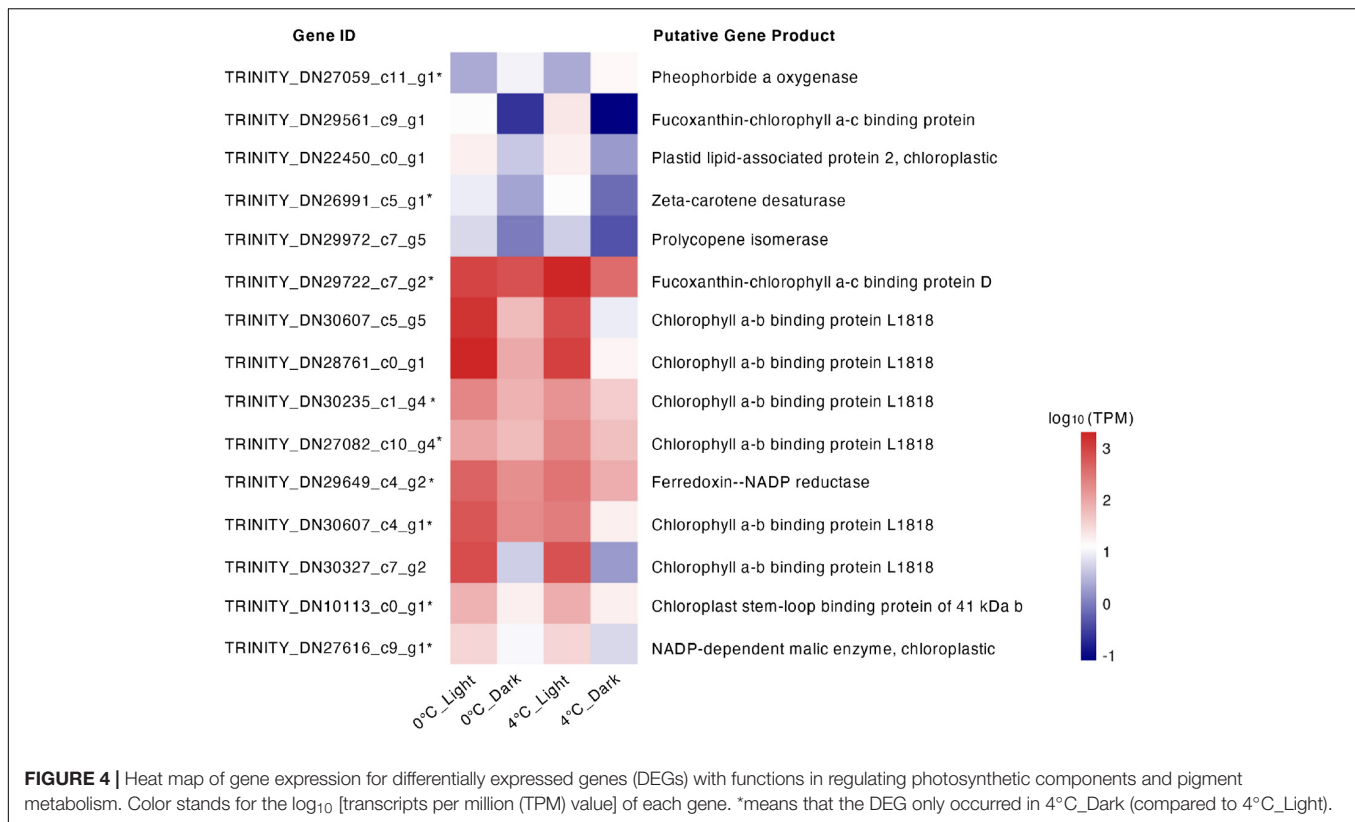 Gene ID Putative Gene Product
TRINITY_DN27059_c11_g1* Pheophorbide a oxygenase
TRINITY_DN29561_c9_g1 Fucoxanthin-chlorophyll a-c binding protein
TRINITY_DN22450_c0_g1 Plastid lipid-associated protein 2, chloroplastic
TRINITY_DN26991_c5_g1* Zeta-carotene desaturase
TRINITY_DN29972_c7_g5 Prolycopene isomerase
TRINITY_DN29722_c7_g2* Fucoxanthin-chlorophyll a-c binding protein D
TRINITY_DN30607_c5_g5 Chlorophyll a-b binding protein L1818
TRINITY_DN28761_c0_g1 Chlorophyll a-b binding protein L1818
TRINITY_DN30235_c1_g4* Chlorophyll a-b binding protein L1818
TRINITY_DN27082_c10_g4* Chlorophyll a-b binding protein L1818
TRINITY_DN29649_c4_g2* Ferredoxin--NADP reductase
TRINITY_DN30607_c4_g1* Chlorophyll a-b binding protein L1818
TRINITY_DN30327_c7_g2 Chlorophyll a-b binding protein L1818
TRINITY_DN10113_c0_g1* Chloroplast stem-loop binding protein of 41 kDa b
TRINITY_DN27616_c9_g1* NADP-dependent malic enzyme, chloroplastic
0°C_Light 0°C_Dark 4°C_Light 4°C_Dark
log₁₀ (TPM)
3
2
1
0
-1
FIGURE 4 | Heat map of gene expression for differentially expressed genes (DEGs) with functions in regulating photosynthetic components and pigment
metabolism. Color stands for the log₁₀ [transcripts per million (TPM) value] of each gene. *means that the DEG only occurred in 4°C_Dark (compared to 4°C_Light).